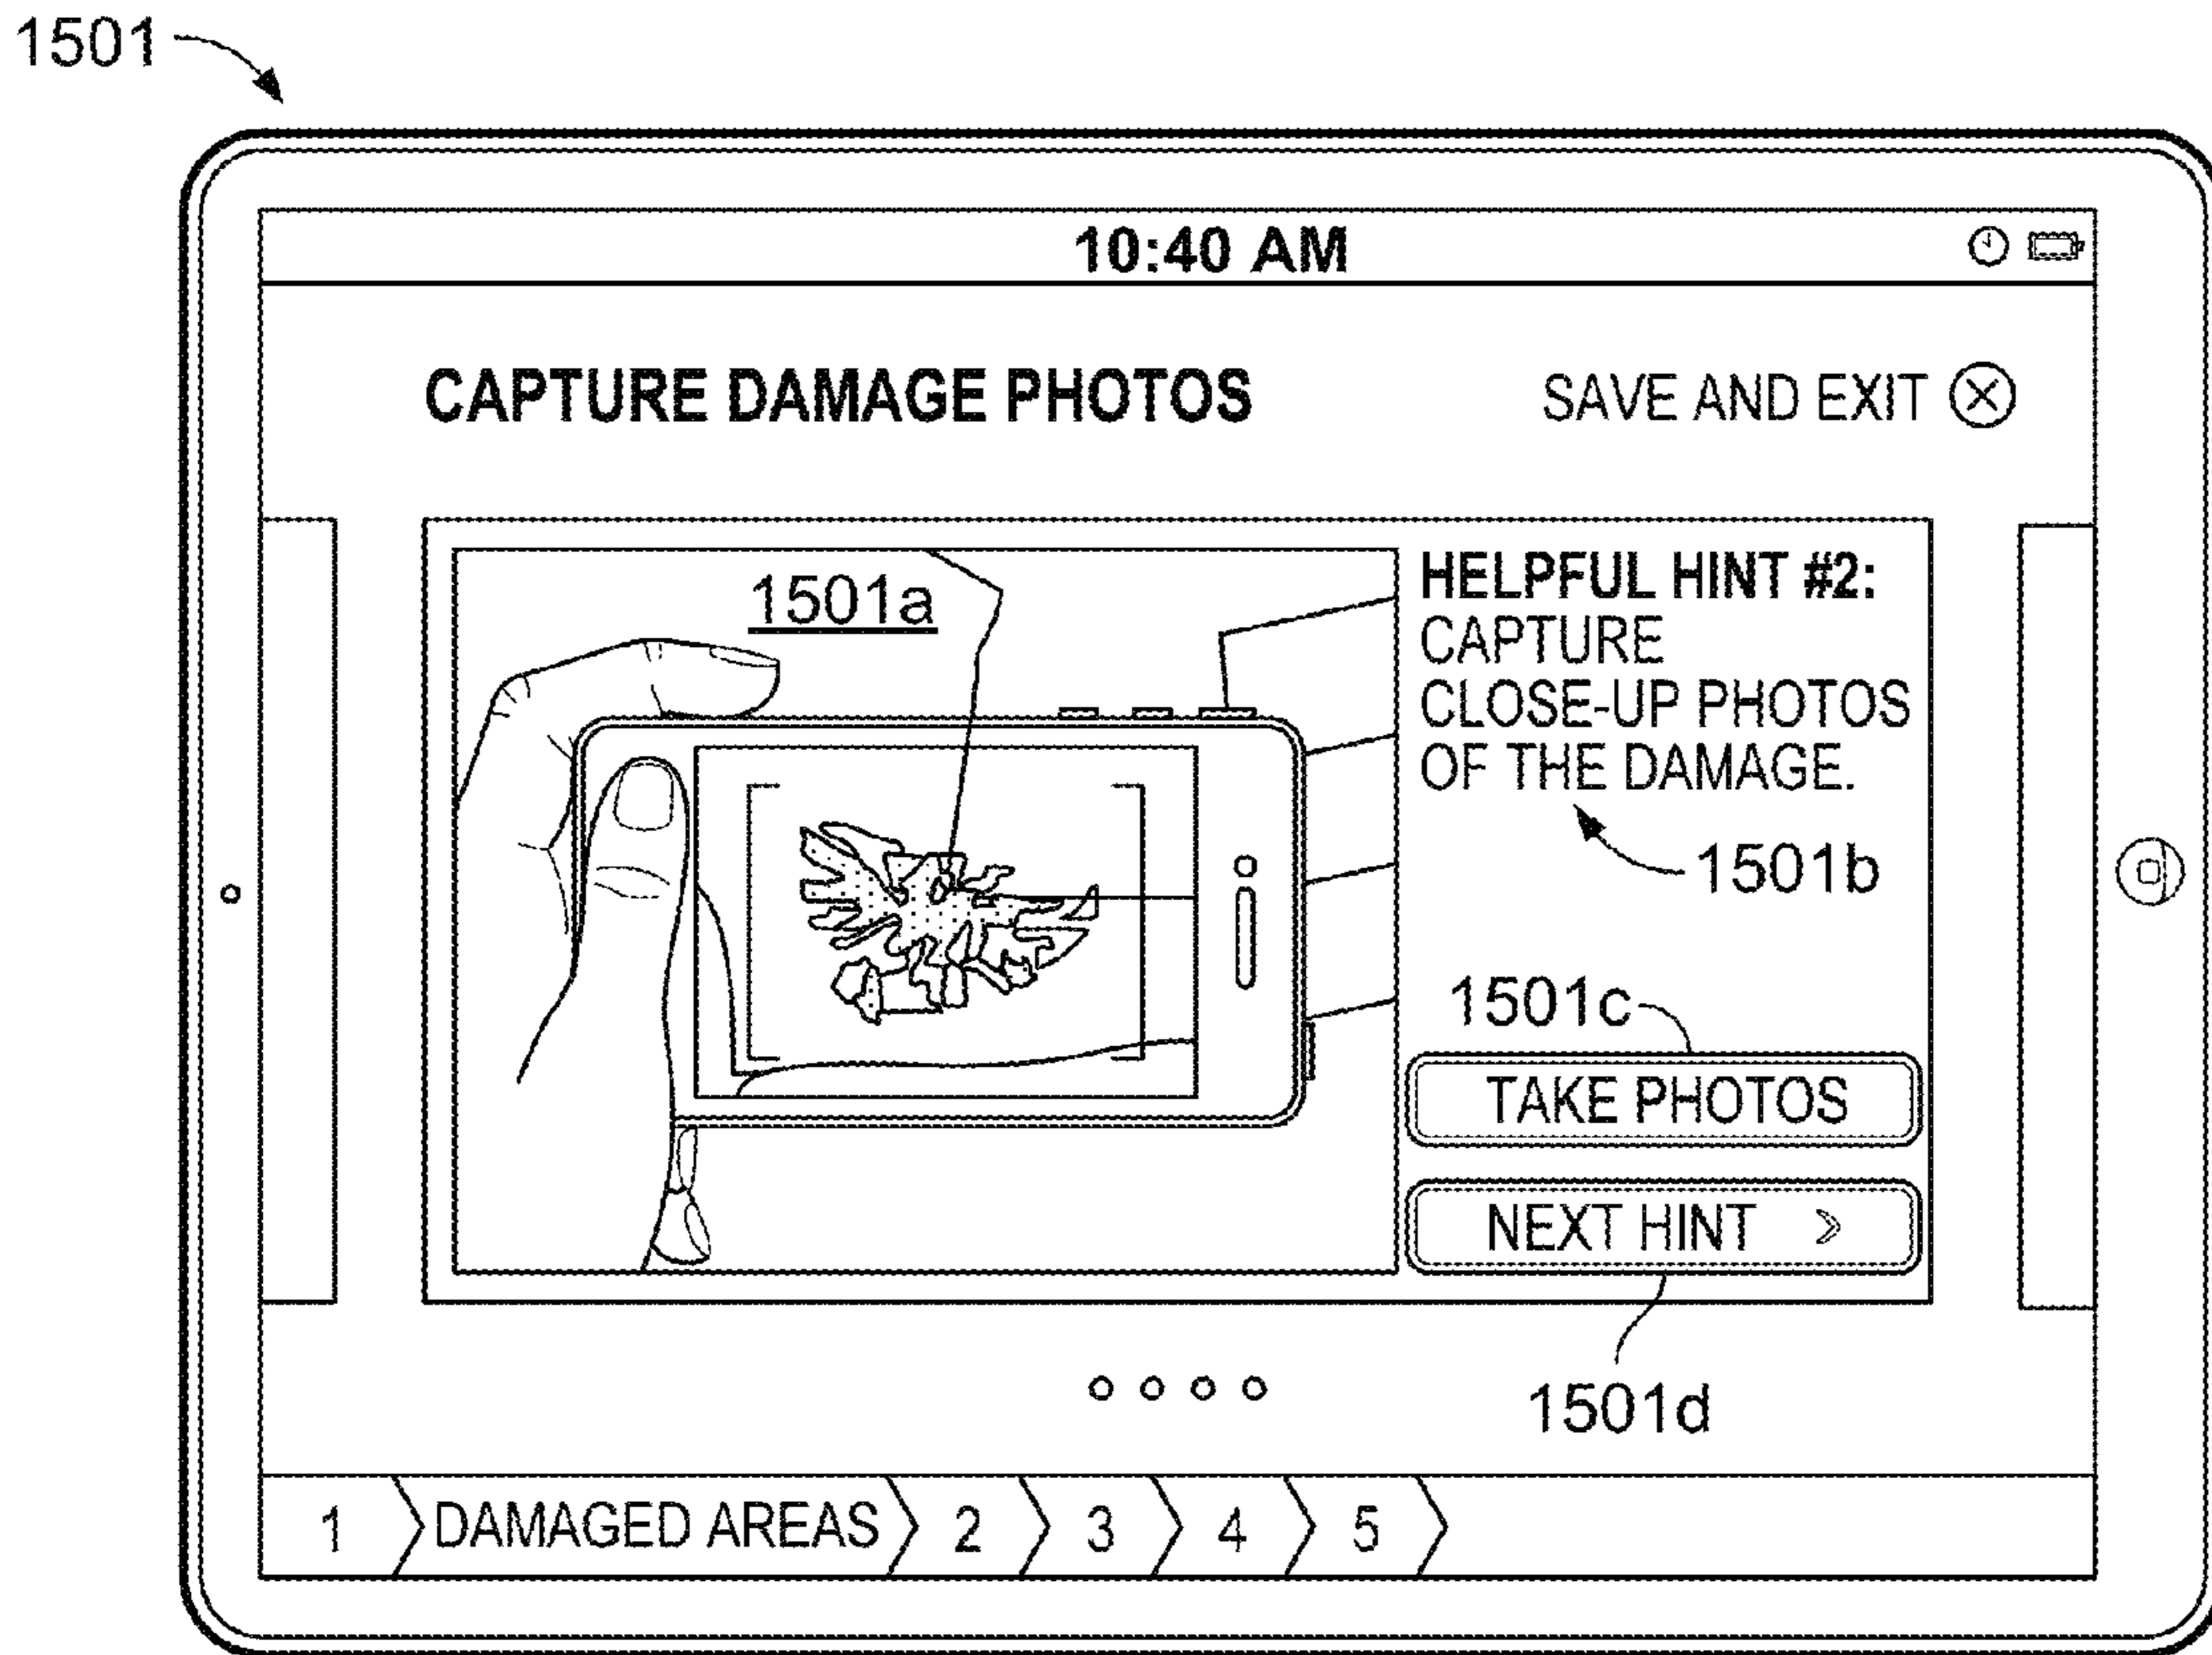 1501
10:40 AM
CAPTURE DAMAGE PHOTOS
SAVE AND EXIT
1501a
HELPFUL HINT #2:
CAPTURE
CLOSE-UP PHOTOS
OF THE DAMAGE.
1501b
1501c
TAKE PHOTOS
NEXT HINT >
1501d
1 DAMAGED AREAS 2 3 4 5